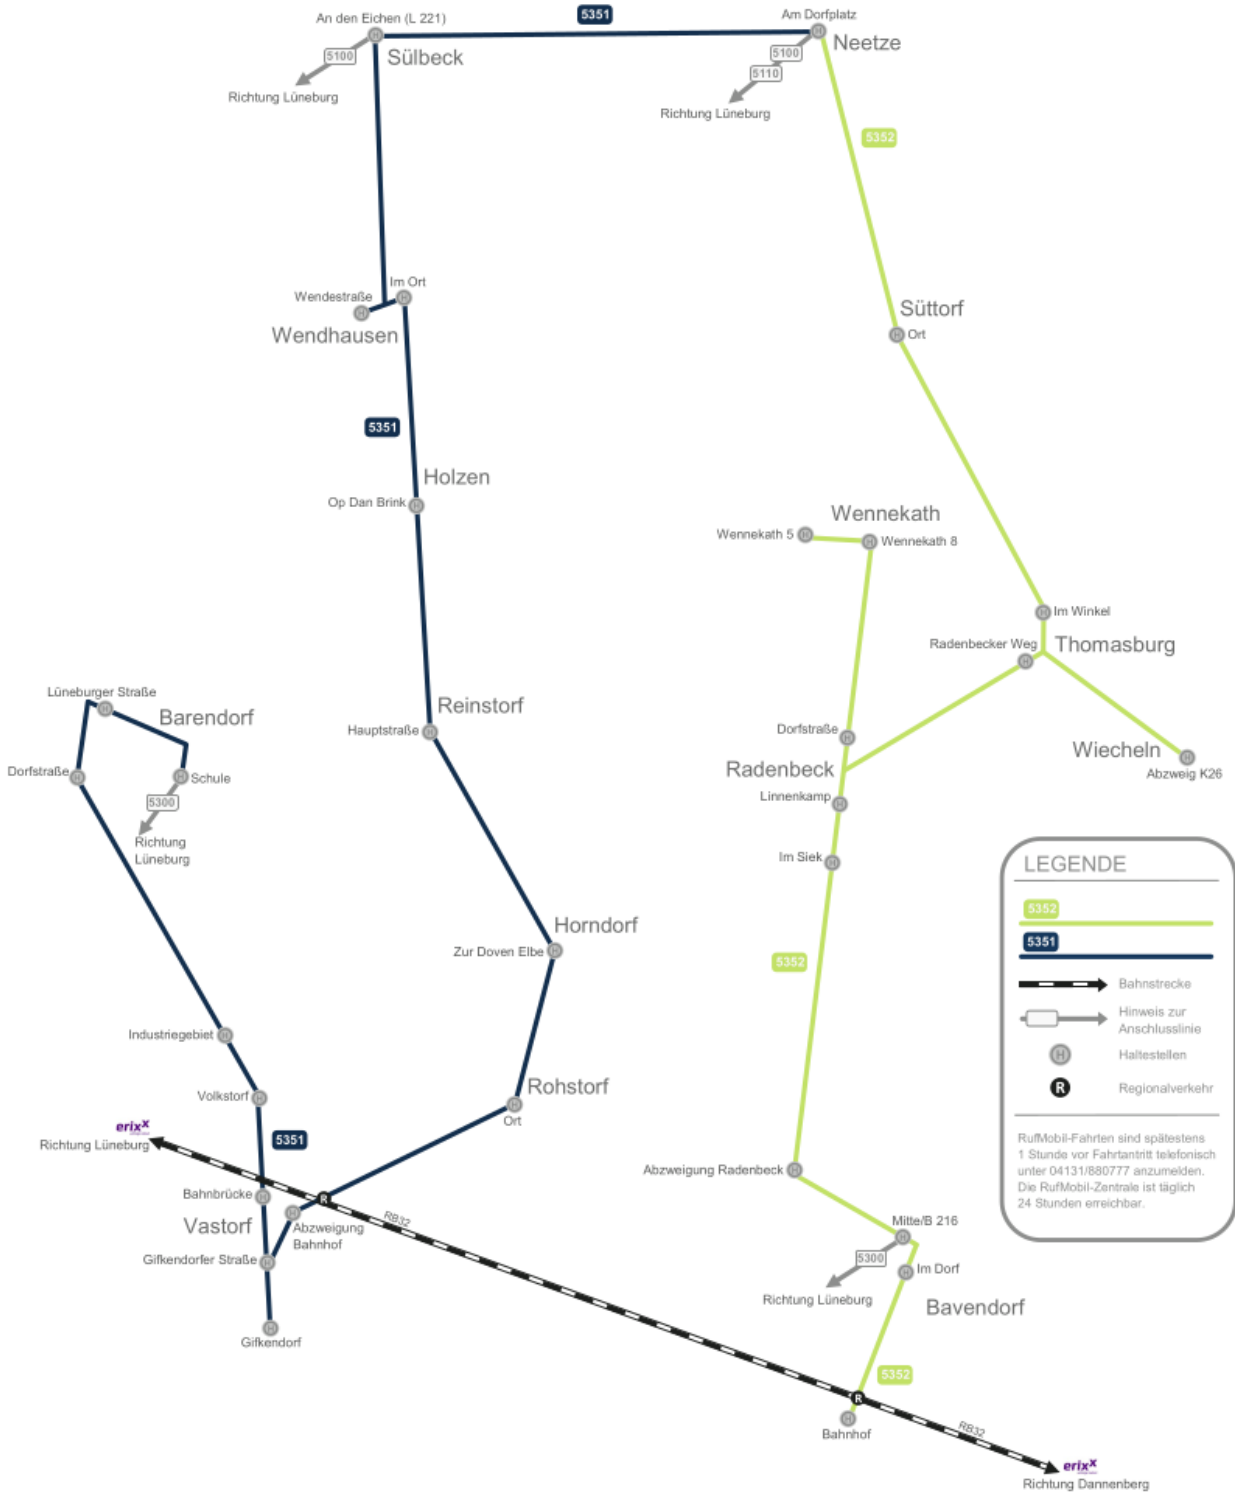 An den Eichen (L 221)
5351
Am Dorfplatz
Sülbeck
Neetze
5100
Richtung Lüneburg
5100
5110
Richtung Lüneburg
5352
Im Ort
Wendestraße
Wendhausen
Süttorf
Ort
5351
Holzen
Op Dan Brink
Wennekath
Wennekath 5
Wennekath 8
Im Winkel
Radenbecker Weg
Thomasburg
Lüneburger Straße
Barendorf
Reinstorf
Hauptstraße
Dorfstraße
Radenbeck
Linnenkamp
Wiecheln
Abzweig K26
Dorfstraße
Schule
5300
Richtung
Lüneburg
Im Siek
LEGENDE
5352
5351
Bahnstrecke
Hinweis zur
Anschlusslinie
H
Haltestellen
R
Regionalverkehr
RufMobil-Fahrten sind spätestens
1 Stunde vor Fahrtantritt telefonisch
unter 04131/880777 anzumelden.
Die RufMobil-Zentrale ist täglich
24 Stunden erreichbar.
Horndorf
Zur Doven Elbe
5352
Industriegebiet
Volkstorf
Rohstorf
Ort
erixx
Richtung Lüneburg
5351
Abzweigung Radenbeck
Bahnbrücke
R
Vastorf
Abzweigung
Bahnhof
RB32
Gifkendorfer Straße
Mitte/B 216
5300
Im Dorf
Richtung Lüneburg
Bavendorf
Gifkendorf
5352
R
Bahnhof
RB32
erixx
Richtung Dannenberg